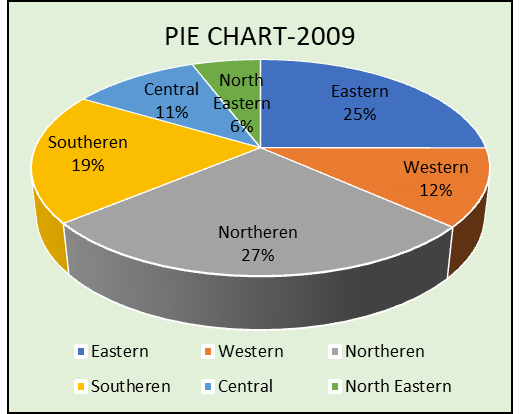 PIE CHART-2009
North
Eastern
6%
Eastern
25%
Central
11%
Southeren
19%
Western
12%
Northeren
27%
Eastern
Western
Northeren
Southeren
Central
North Eastern